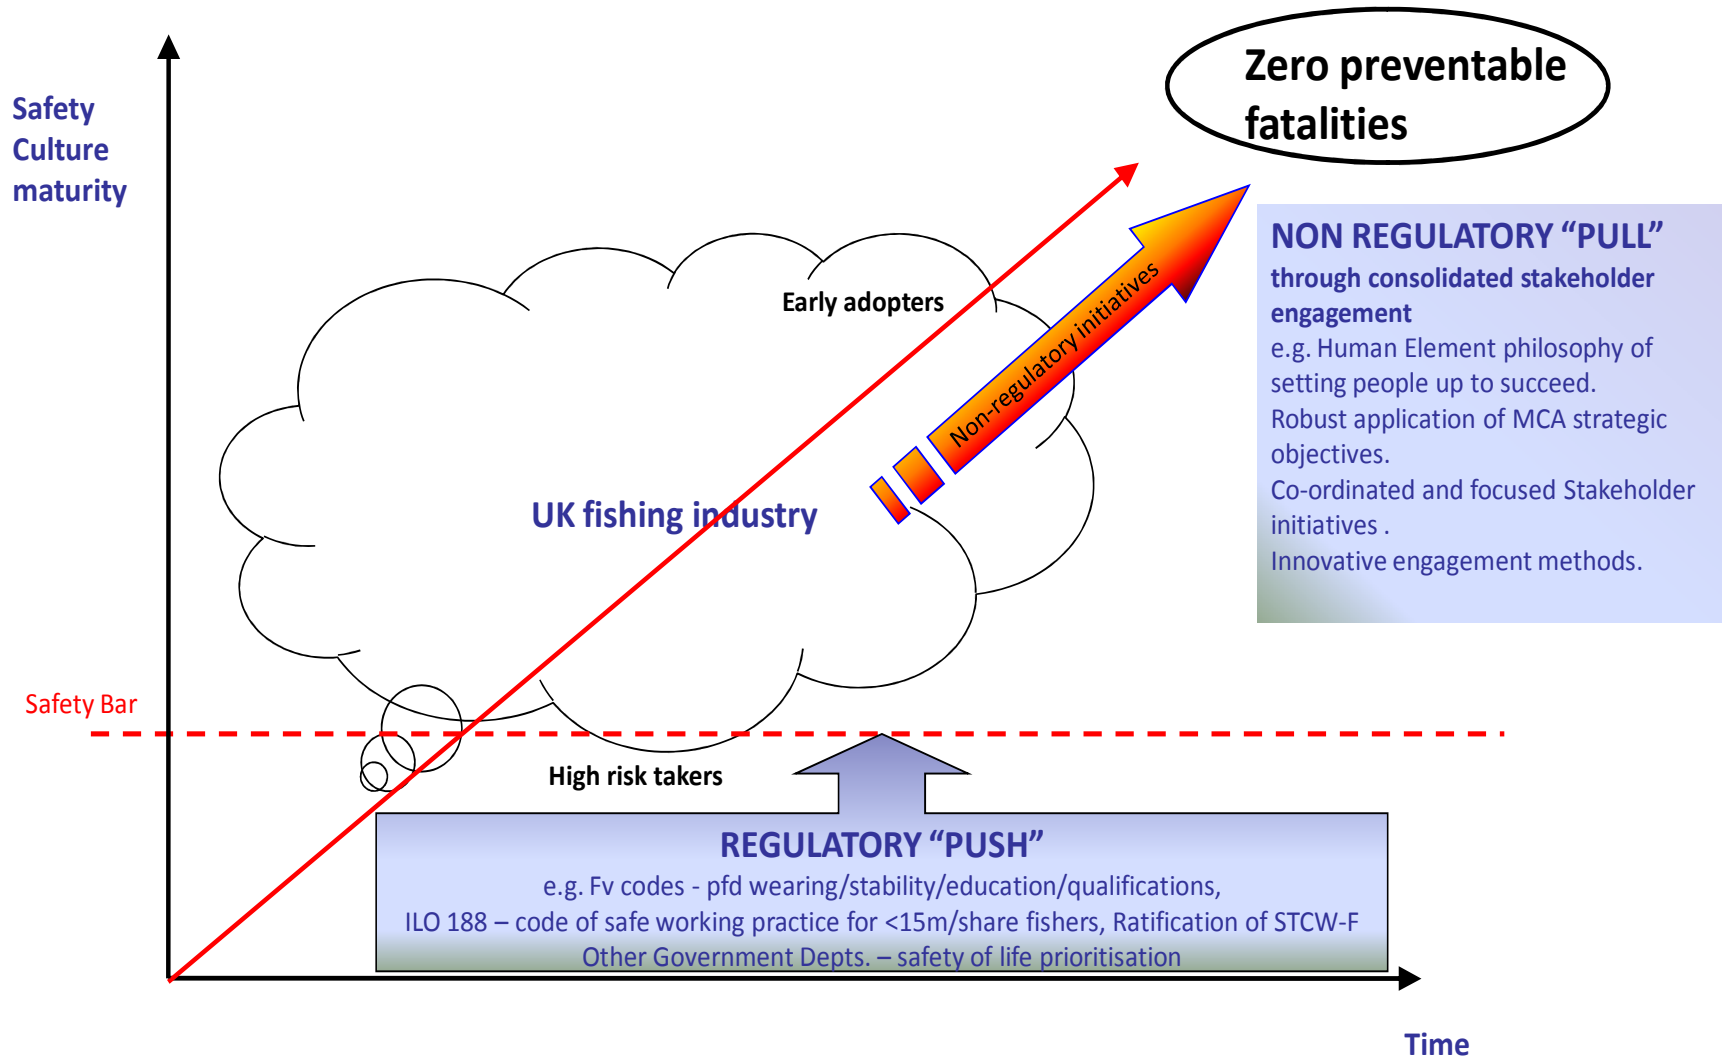 Zero preventable
fatalities
Safety
Culture
maturity
NON REGULATORY “PULL”
through consolidated stakeholder
engagement
e.g. Human Element philosophy of
setting people up to succeed.
Robust application of MCA strategic
objectives.
Co-ordinated and focused Stakeholder
initiatives .
Innovative engagement methods.
Early adopters
Non-regulatory initiatives
UK fishing industry
Safety Bar
High risk takers
REGULATORY “PUSH”
e.g. Fv codes - pfd wearing/stability/education/qualifications,
ILO 188 – code of safe working practice for <15m/share fishers, Ratification of STCW-F
Other Government Depts. – safety of life prioritisation
Time